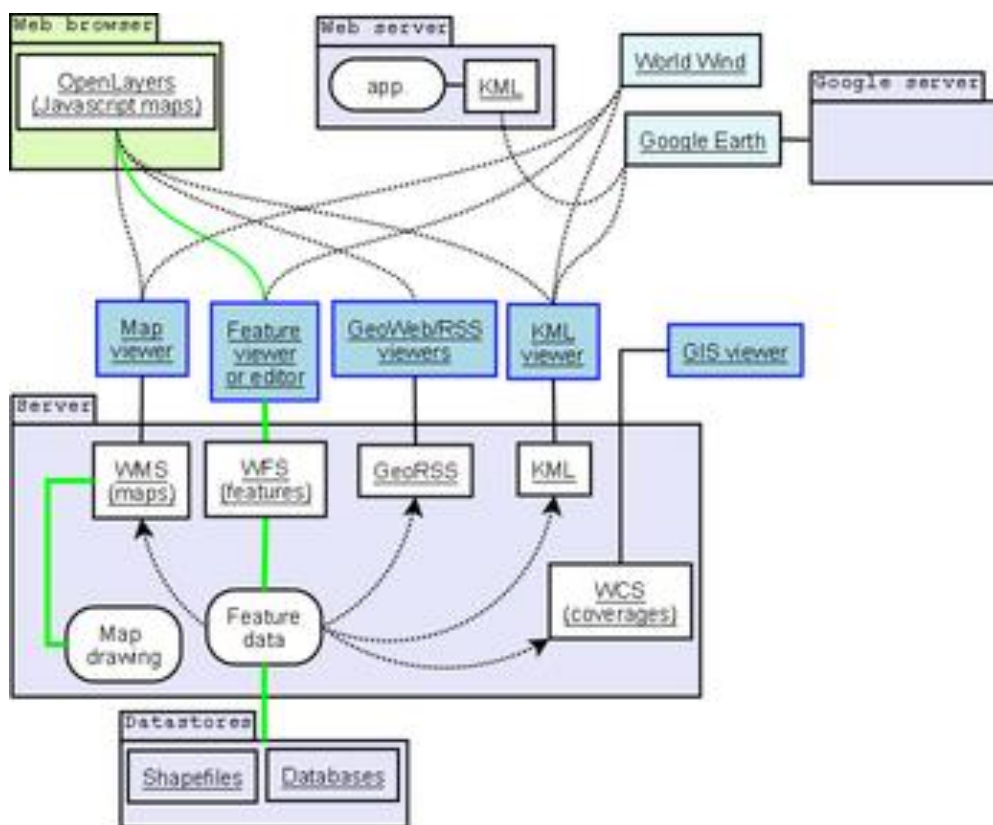 Web browser
OpenLayers
(Javascript maps)
Web server
app
KML
World Wind
Google server
Google Earth
Map
viewer
Feature
viewer
or editor
GeoWeb/RSS
viewers
KML
viewer
GIS viewer
Server
WMS
(maps)
WFS
(features)
GeoRSS
KML
WCS
(coverages)
Map
drawing
Feature
data
Datastores
Shapefiles
Databases